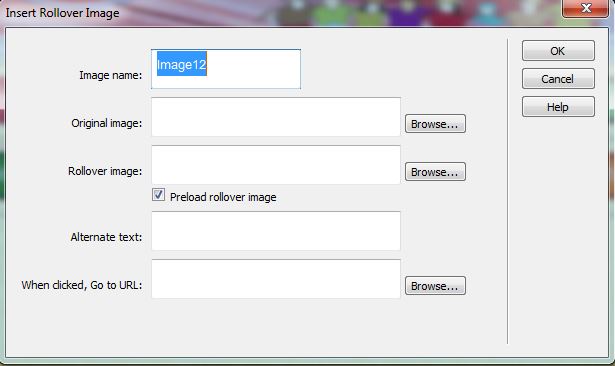 Insert Rollover Image
Image name: Image12
OK
Cancel
Help
Original image: Browse...
Rollover image: Browse...
Preload rollover image
Alternate text:
When clicked, Go to URL: Browse...